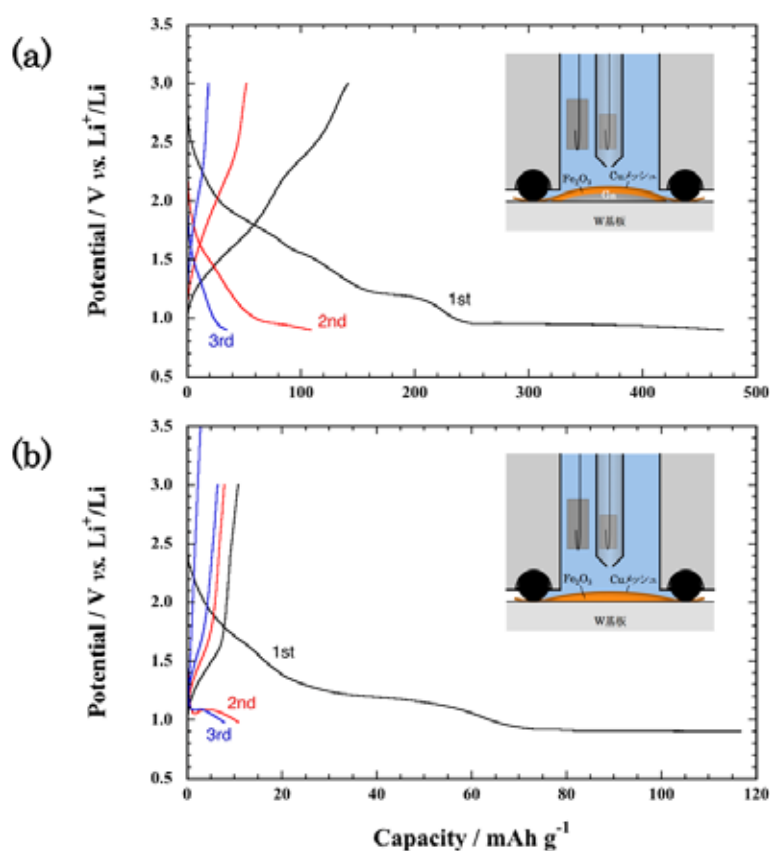 (a)
Potential / V vs. Li⁺/Li
3.5
3.0
2.5
2.0
1.5
1.0
0.5
0
100
200
300
400
500
1st
2nd
3rd
Fe₂O₃
Cuメッシュ
Ga
W基板
(b)
Potential / V vs. Li⁺/Li
3.5
3.0
2.5
2.0
1.5
1.0
0.5
0
20
40
60
80
100
120
1st
2nd
3rd
Fe₂O₃
Cuメッシュ
W基板
Capacity / mAh g⁻¹